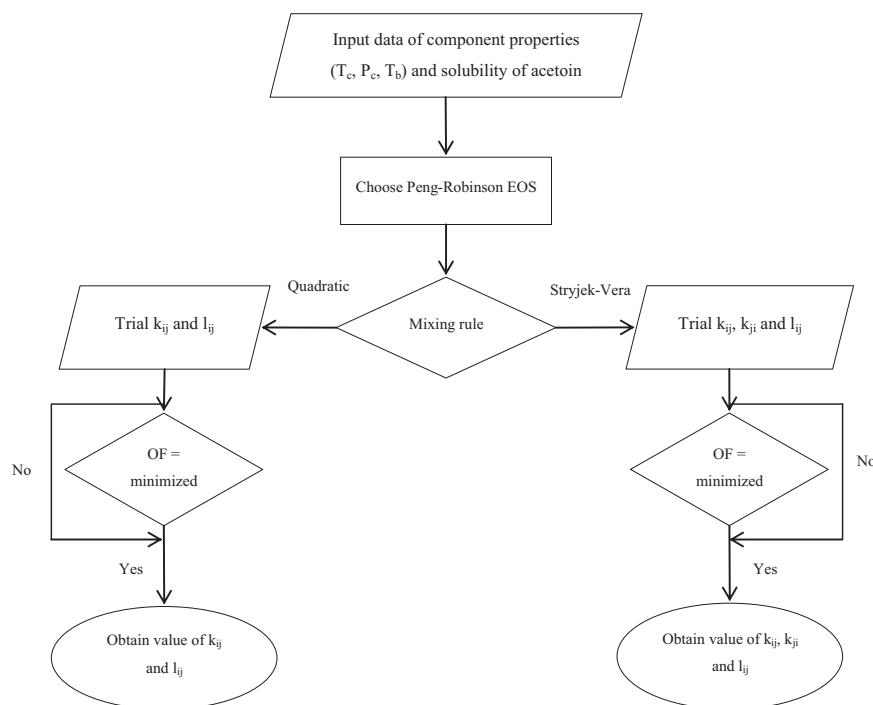 Input data of component properties
(Tc, Pc, Tb) and solubility of acetoin
Choose Peng-Robinson EOS
Quadratic
Stryjek-Vera
Mixing rule
Trial kij and lij
Trial kij, kji and lij
OF =
minimized
No
Yes
OF =
minimized
No
Yes
Obtain value of kij
and lij
Obtain value of kij, kji
and lij